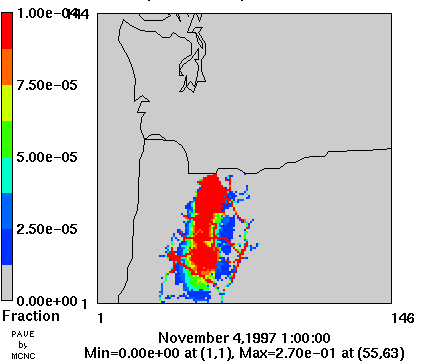 1.00e-04
144
7.50e-05
5.00e-05
2.50e-05
0.00e+00
1
Fraction
1
146
PAVE
by
MCNC
November 4,1997 1:00:00
Min=0.00e+00 at (1,1), Max=2.70e-01 at (55,63)